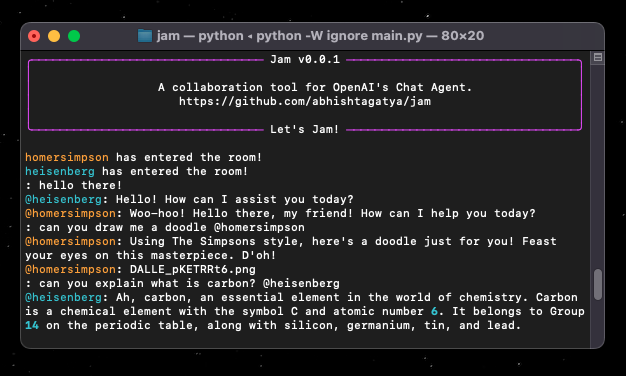 jam — python ◂ python -W ignore main.py — 80×20
Jam v0.0.1
A collaboration tool for OpenAI's Chat Agent.
https://github.com/abhishtagatya/jam
Let's Jam!
homersimpson has entered the room!
heisenberg has entered the room!
: hello there!
@heisenberg: Hello! How can I assist you today?
@homersimpson: Woo-hoo! Hello there, my friend! How can I help you today?
: can you draw me a doodle @homersimpson
@homersimpson: Using The Simpsons style, here's a doodle just for you! Feast
your eyes on this masterpiece. D'oh!
@homersimpson: DALLE_pKETRRt6.png
: can you explain what is carbon? @heisenberg
@heisenberg: Ah, carbon, an essential element in the world of chemistry. Carbon
is a chemical element with the symbol C and atomic number 6. It belongs to Group
14 on the periodic table, along with silicon, germanium, tin, and lead.